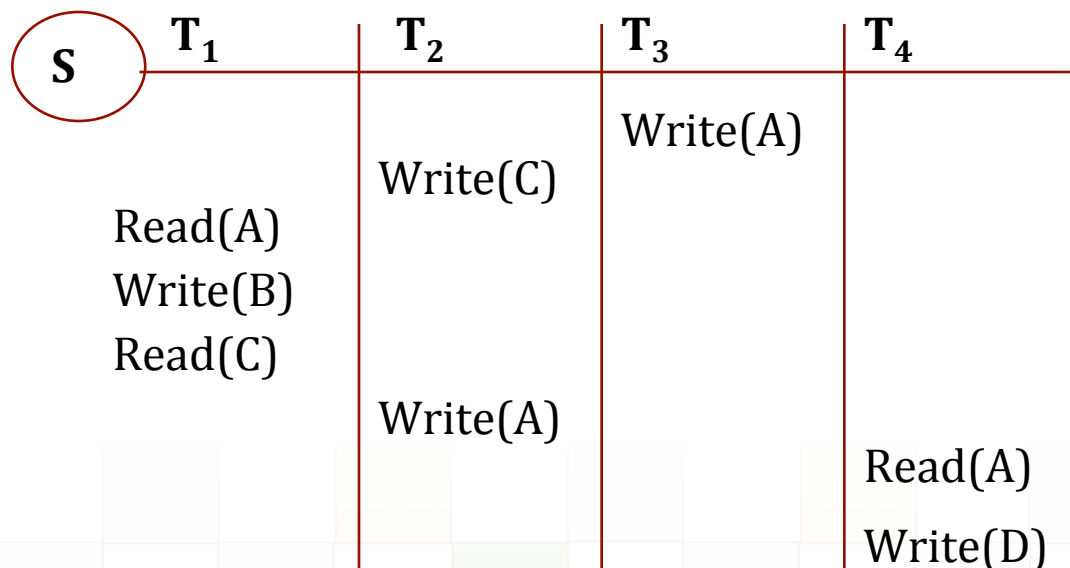 S T₁ T₂ T₃ T₄
Write(A)
Write(C)
Read(A)
Write(B)
Read(C)
Write(A)
Read(A)
Write(D)